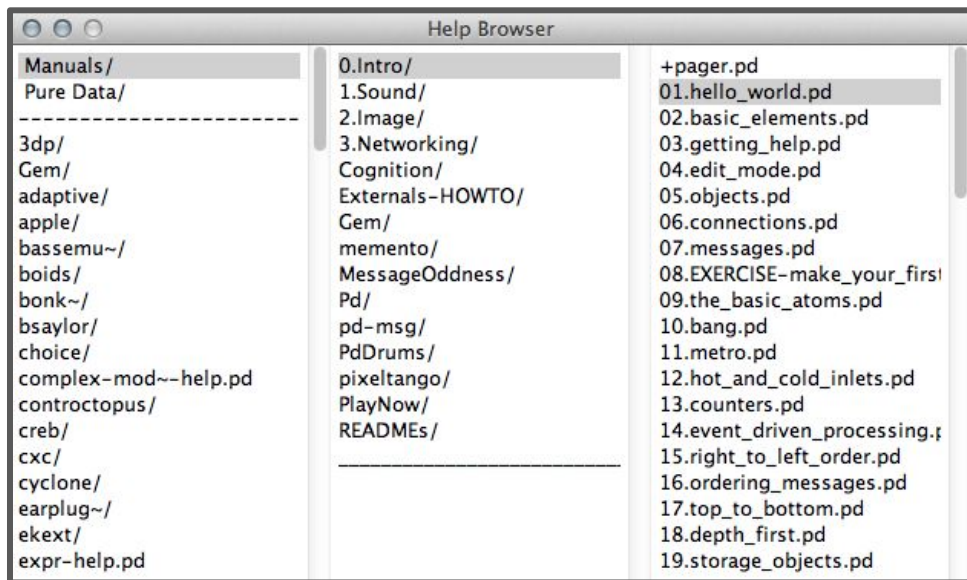 Help Browser
Manuals/
Pure Data/
-----------------------
3dp/
Gem/
adaptive/
apple/
bassemu~/
boids/
bonk~/
bsaylor/
choice/
complex-mod~-help.pd
controctopus/
creb/
cxc/
cyclone/
earplug~/
ekext/
expr-help.pd
0.Intro/
1.Sound/
2.Image/
3.Networking/
Cognition/
Externals-HOWTO/
Gem/
memento/
MessageOddness/
Pd/
pd-msg/
PdDrums/
pixeltango/
PlayNow/
READMEs/
+pager.pd
01.hello_world.pd
02.basic_elements.pd
03.getting_help.pd
04.edit_mode.pd
05.objects.pd
06.connections.pd
07.messages.pd
08.EXERCISE-make_your_first
09.the_basic_atoms.pd
10.bang.pd
11.metro.pd
12.hot_and_cold_inlets.pd
13.counters.pd
14.event_driven_processing.p
15.right_to_left_order.pd
16.ordering_messages.pd
17.top_to_bottom.pd
18.depth_first.pd
19.storage_objects.pd